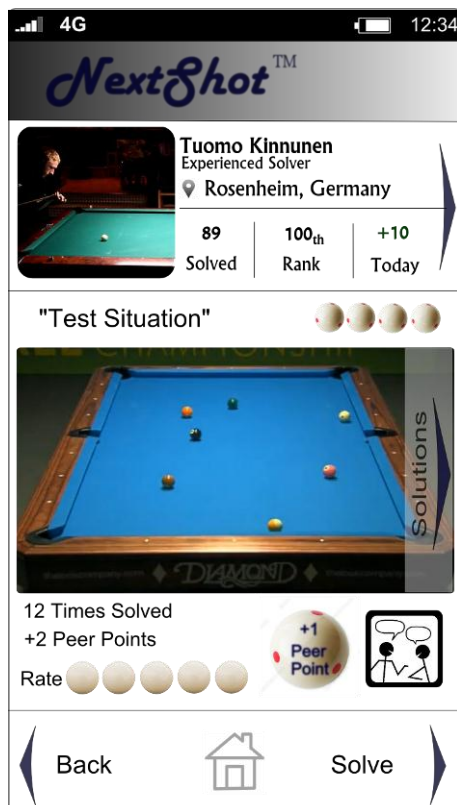 4G
12:34
NextShot™
Tuomo Kinnunen
Experienced Solver
Rosenheim, Germany
89
100th
+10
Solved
Rank
Today
"Test Situation"
CHAMPIONSHIP
Solutions
DIAMOND
12 Times Solved
+2 Peer Points
+1
Peer
Point
Rate
Back
Solve